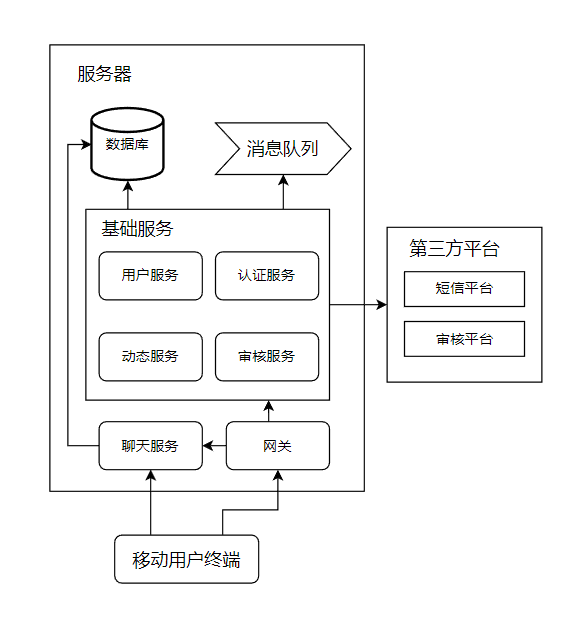 服务器
数据库
消息队列
基础服务
用户服务
认证服务
动态服务
审核服务
第三方平台
短信平台
审核平台
聊天服务
网关
移动用户终端